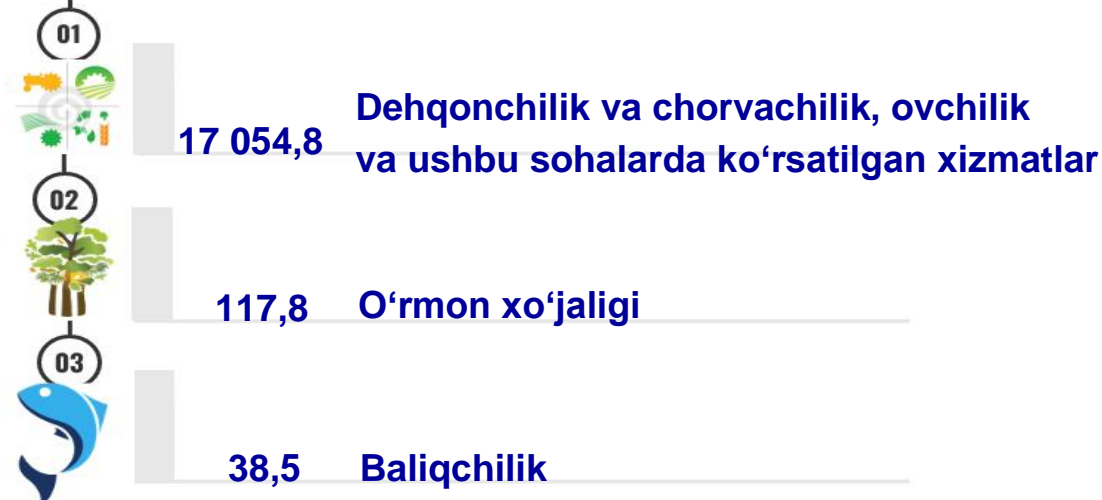 01
17 054,8
Dehqonchilik va chorvachilik, ovchilik
va ushbu sohalarda ko‘rsatilgan xizmatlar
02
117,8 O‘rmon xo‘jaligi
03
38,5 Baliqchilik